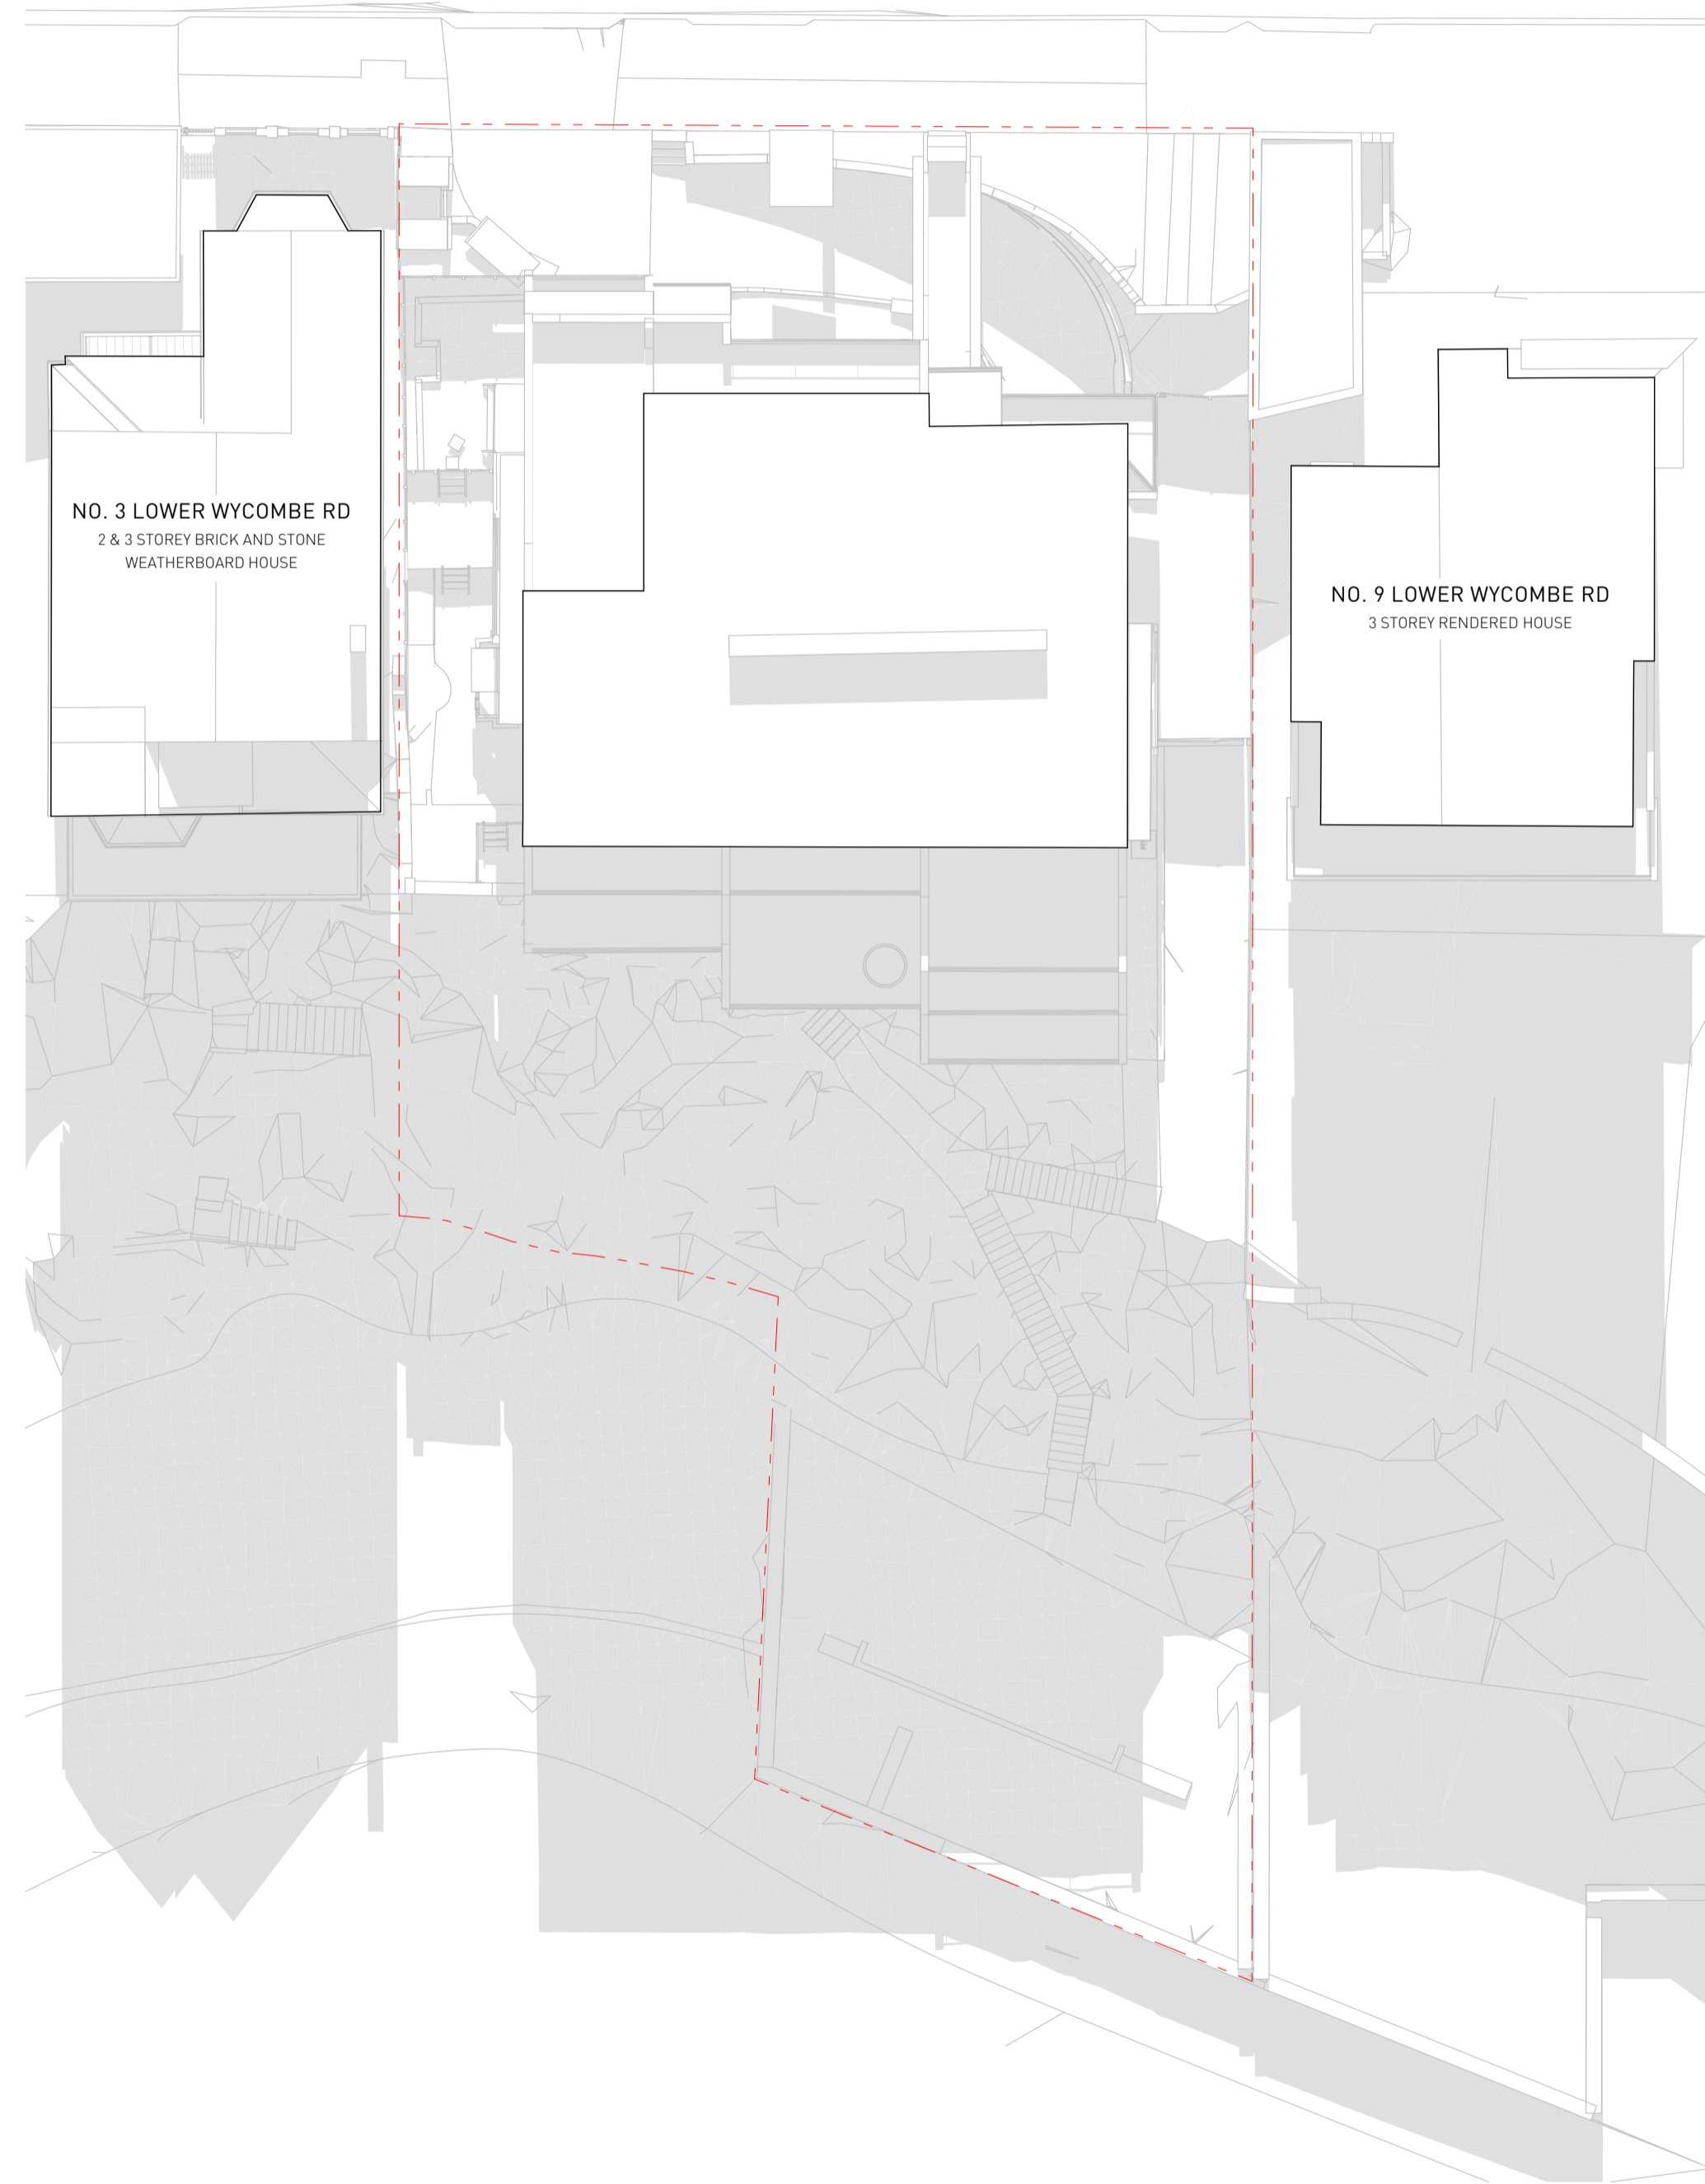 NO. 3 LOWER WYCOMBE RD
2 & 3 STOREY BRICK AND STONE
WEATHERBOARD HOUSE
NO. 9 LOWER WYCOMBE RD
3 STOREY RENDERED HOUSE